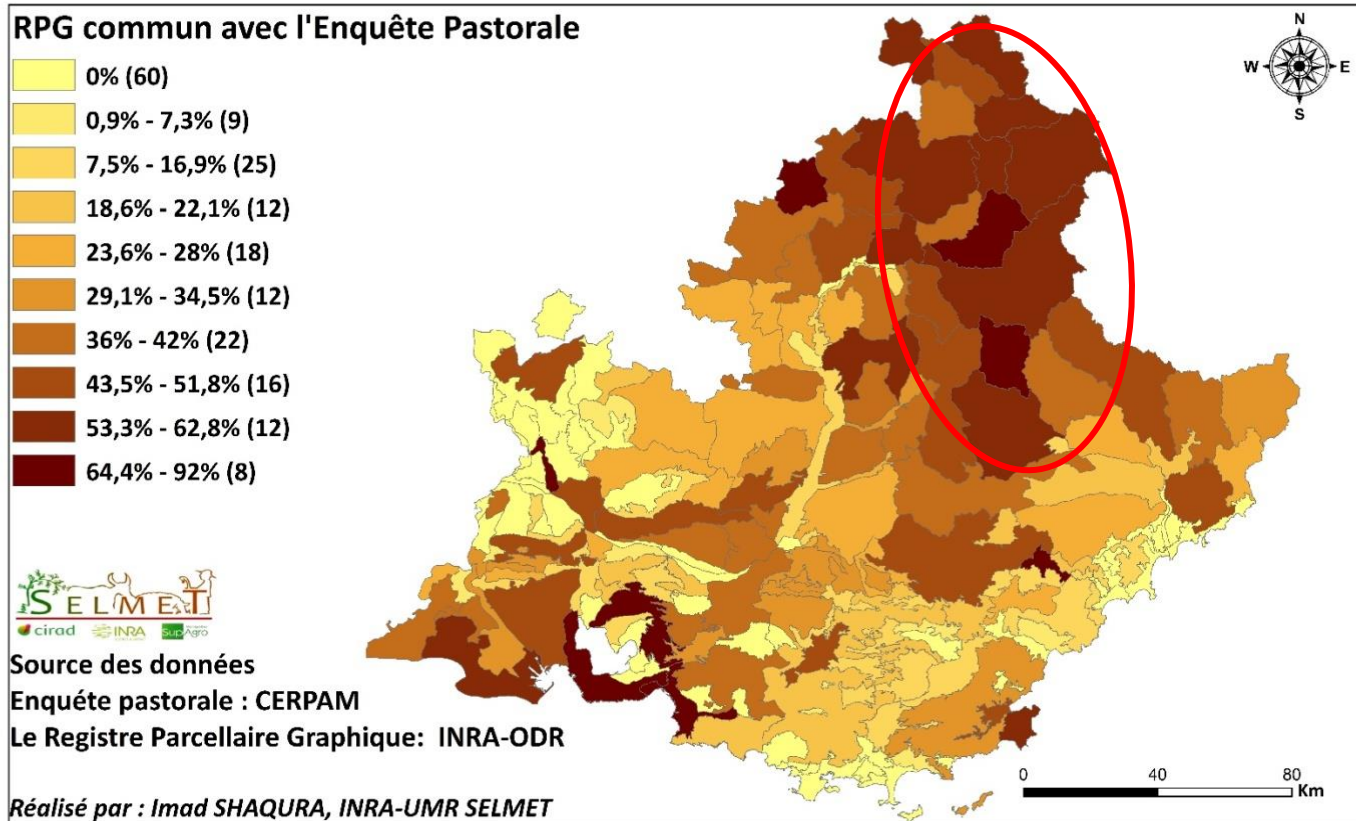 RPG commun avec l'Enquête Pastorale
0% (60)
0,9% - 7,3% (9)
7,5% - 16,9% (25)
18,6% - 22,1% (12)
23,6% - 28% (18)
29,1% - 34,5% (12)
36% - 42% (22)
43,5% - 51,8% (16)
53,3% - 62,8% (12)
64,4% - 92% (8)
N
W E
S
SELMET
cirad INRA SupAgro
Source des données
Enquéte pastorale : CERPAM
Le Registre Parcellaire Graphique: INRA-ODR
Réalisé par : Imad SHAQURA, INRA-UMR SELMET
0 40 80
Km